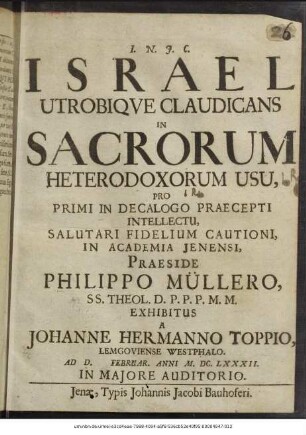 26
I. N. J. C.
ISRAEL
UTROBIQVE CLAUDICANS
IN
SACRORUM
HETERODOXORUM USU,
PRO
PRIMI IN DECALOGO PRAECEPTI
INTELLECTU,
SALUTARI FIDELIUM CAUTIONI,
IN ACADEMIA JENENSI,
PRAESIDE
PHILIPPO MÜLLERO,
SS. THEOL. D. P. P. P. M. M.
EXHIBITUS
A
JOHANNE HERMANNO TOPPIO,
LEMGOVIENSE WESTPHALO.
AD D. FEBREAR. ANNI M. DC. LXXXII.
IN MAJORE AUDITORIO.
Jenæ, Typis Johannis Jacobi Bauhoferi.